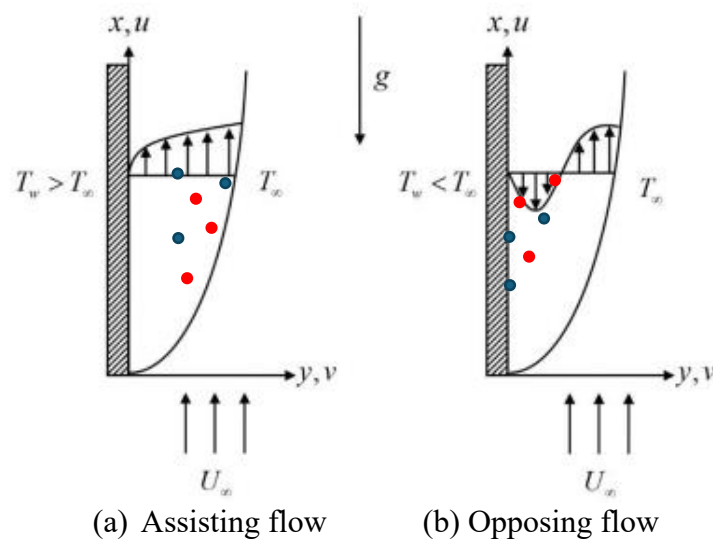 x, u
g
x, u
T_w > T_∞
T_∞
T_w < T_∞
T_∞
y, v
y, v
U_∞
U_∞
(a) Assisting flow
(b) Opposing flow